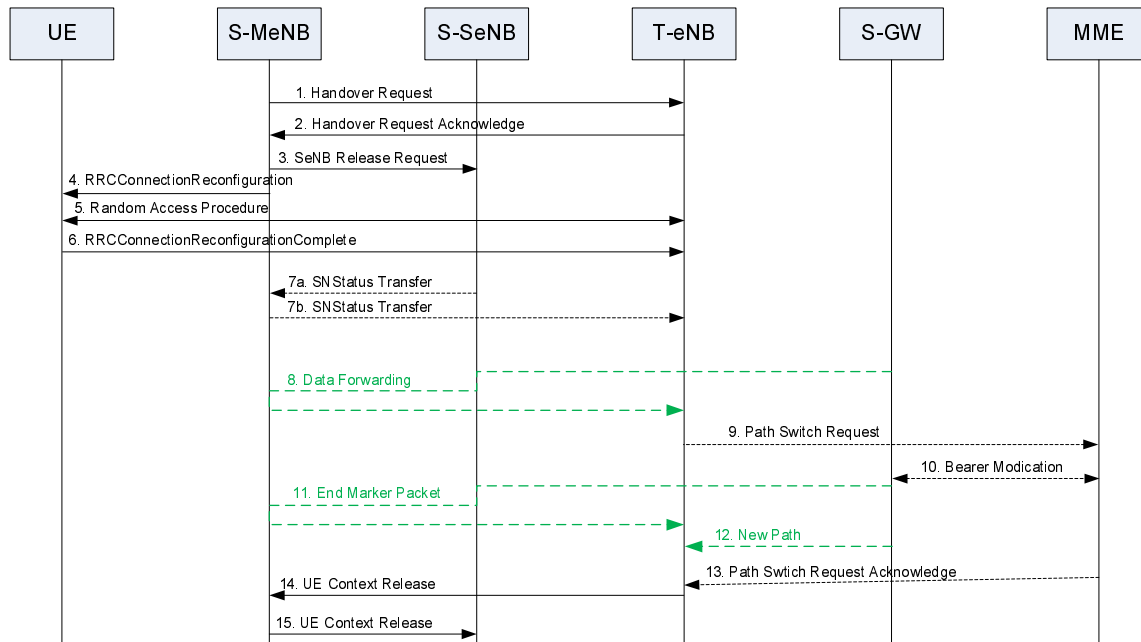 UE
S-MeNB
S-SeNB
T-eNB
S-GW
MME
1. Handover Request
2. Handover Request Acknowledge
3. SeNB Release Request
4. RRCConnectionReconfiguration
5. Random Access Procedure
6. RRCConnectionReconfigurationComplete
7a. SNStatus Transfer
7b. SNStatus Transfer
8. Data Forwarding
9. Path Switch Request
10. Bearer Modication
11. End Marker Packet
12. New Path
13. Path Swtich Request Acknowledge
14. UE Context Release
15. UE Context Release